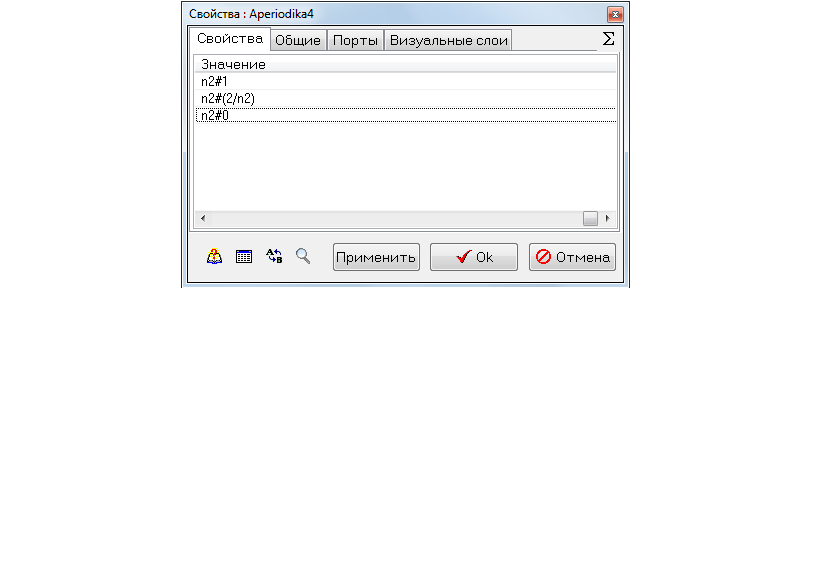 Свойства : Aperiodika4
Свойства Общие Порты Визуальные слои Σ
Значение
n2#1
n2#(2/n2)
n2#0
Применить Ok Отмена